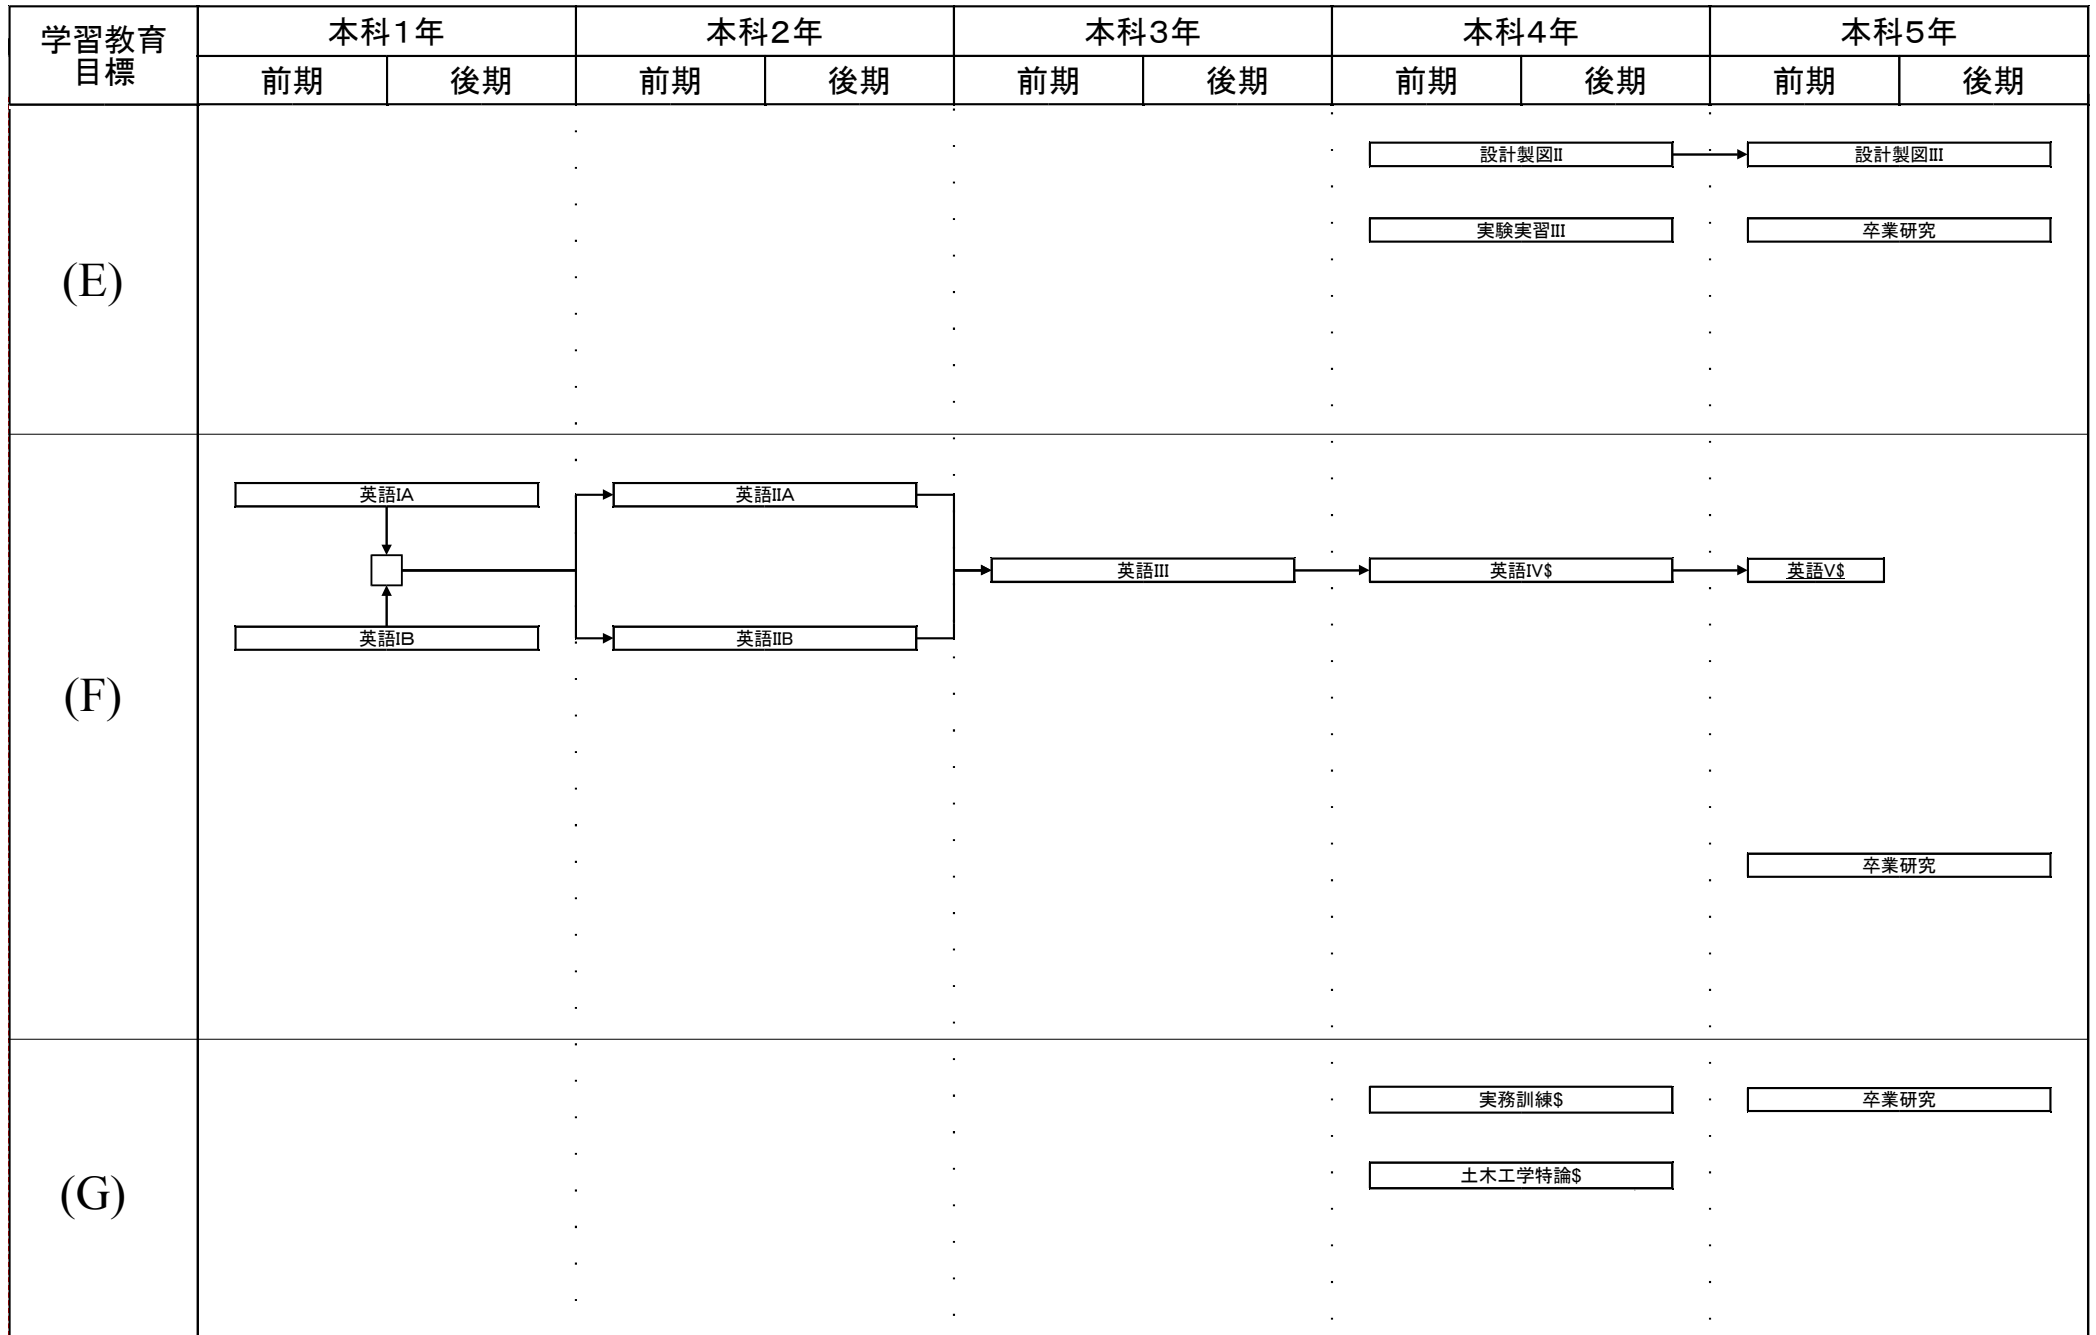 学習教育
目標
本科1年
本科2年
本科3年
本科4年
本科5年
前期
後期
前期
後期
前期
後期
前期
後期
前期
後期
(E)
設計製図II
設計製図III
実験実習III
卒業研究
(F)
英語IA
英語IIA
英語III
英語IV$
英語V$
英語IB
英語IIB
卒業研究
(G)
実務訓練$
卒業研究
土木工学特論$